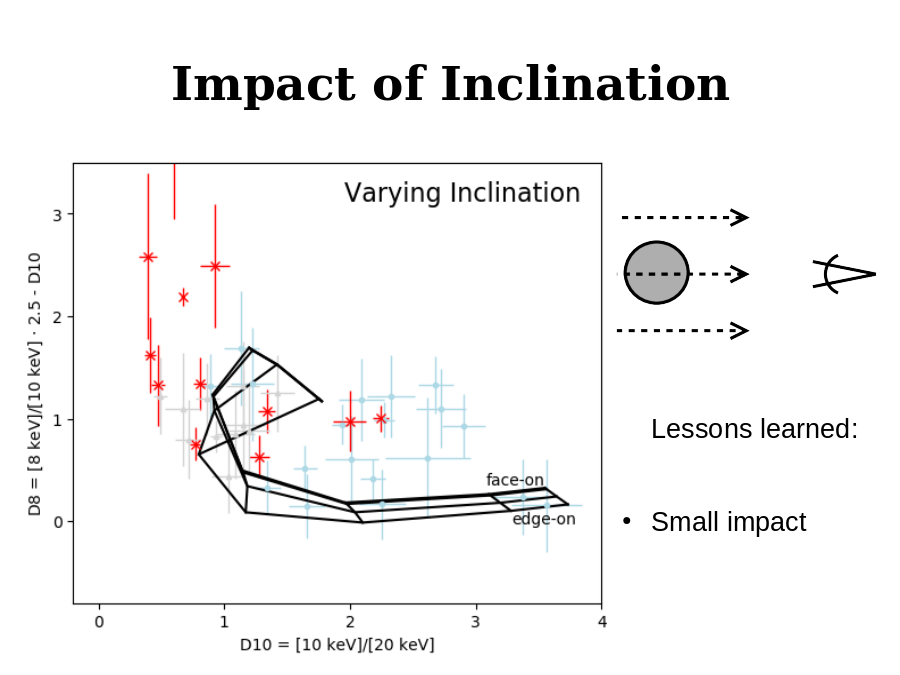 Impact of Inclination
Varying Inclination
D8 = [8 keV]/[10 keV] · 2.5 - D10
3
2
1
0
face-on
edge-on
0 1 2 3 4
D10 = [10 keV]/[20 keV]
Lessons learned:
• Small impact